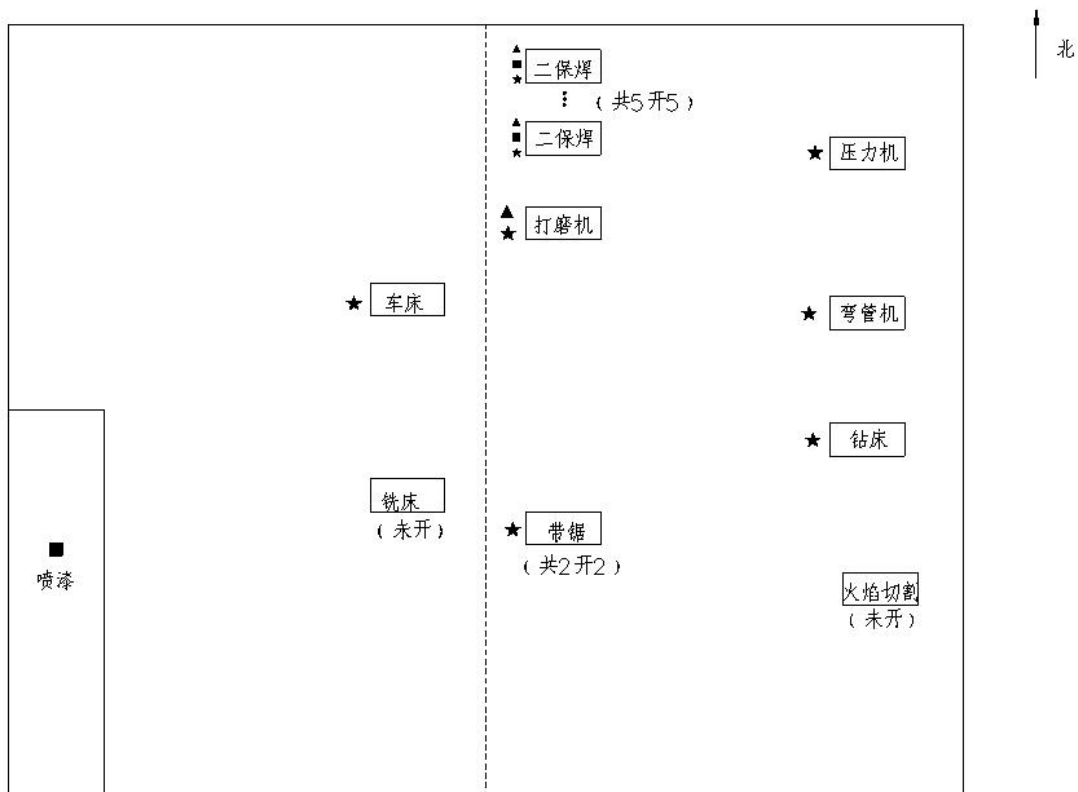 北
二保焊
（共5开5）
二保焊
压力机
打磨机
车床
弯管机
钻床
铣床
（未开）
带锯
（共2开2）
喷漆
火焰切割
（未开）